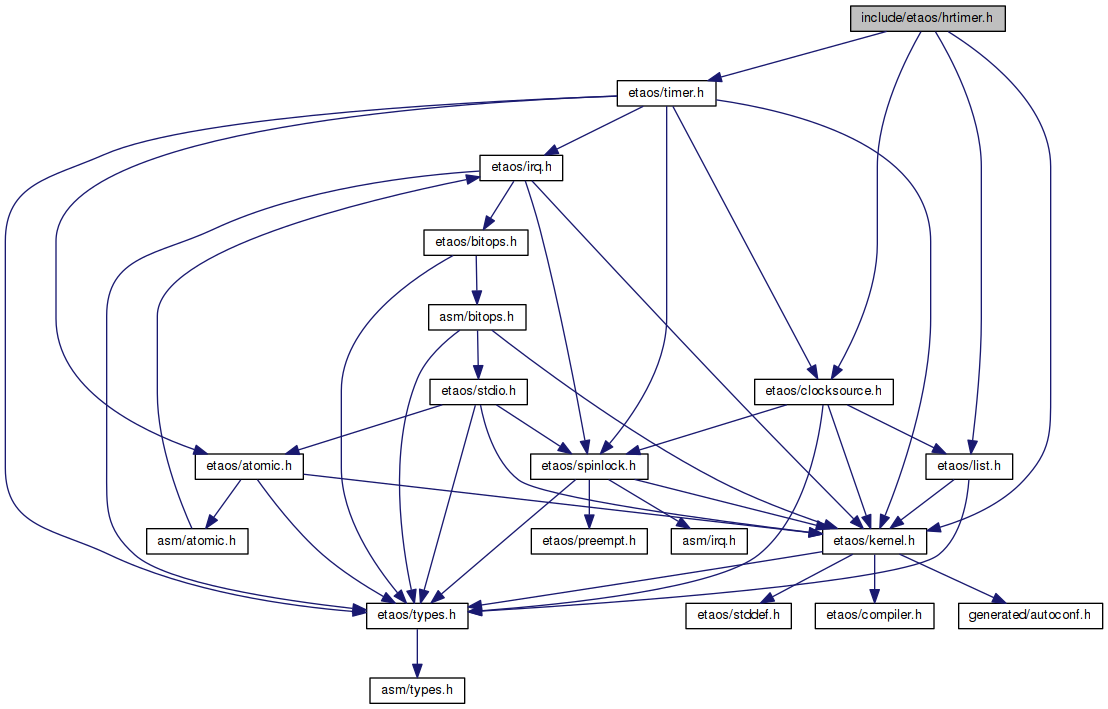 include/etaos/hrtimer.h
etaos/timer.h
etaos/irq.h
etaos/bitops.h
asm/bitops.h
etaos/stdio.h
etaos/clocksource.h
etaos/atomic.h
etaos/spinlock.h
etaos/list.h
asm/atomic.h
etaos/preempt.h
asm/irq.h
etaos/kernel.h
etaos/types.h
etaos/stddef.h
etaos/compiler.h
generated/autoconf.h
asm/types.h